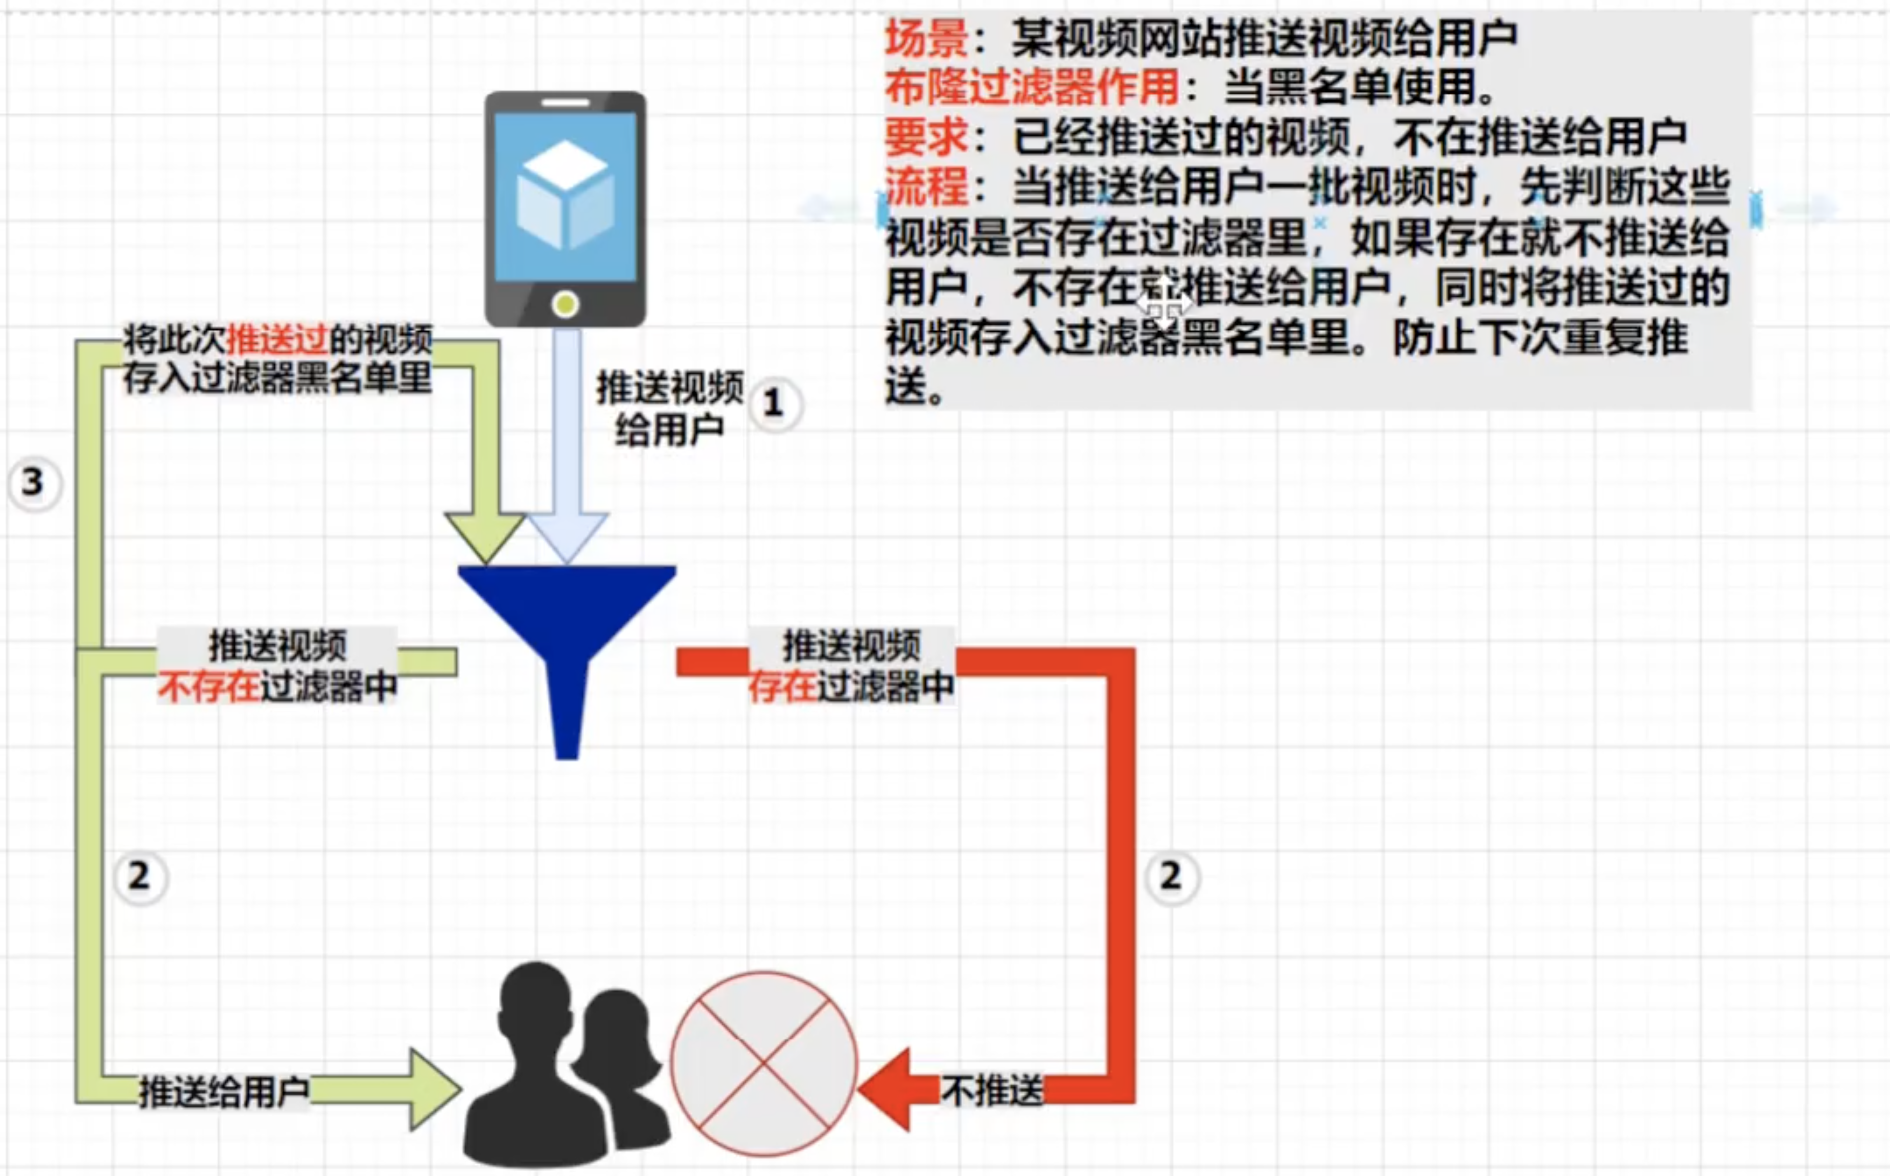 场景：某视频网站推送视频给用户
布隆过滤器作用：当黑名单使用。
要求：已经推送过的视频，不在推送给用户
流程：当推送给用户一批视频时，先判断这些
视频是否存在过滤器里，如果存在就不推送给
用户，不存在就推送给用户，同时将推送过的
视频存入过滤器黑名单里。防止下次重复推
送。
将此次推送过的视频
存入过滤器黑名单里
推送视频
给用户
1
3
推送视频
不存在过滤器中
推送视频
存在过滤器中
2
2
推送给用户
不推送